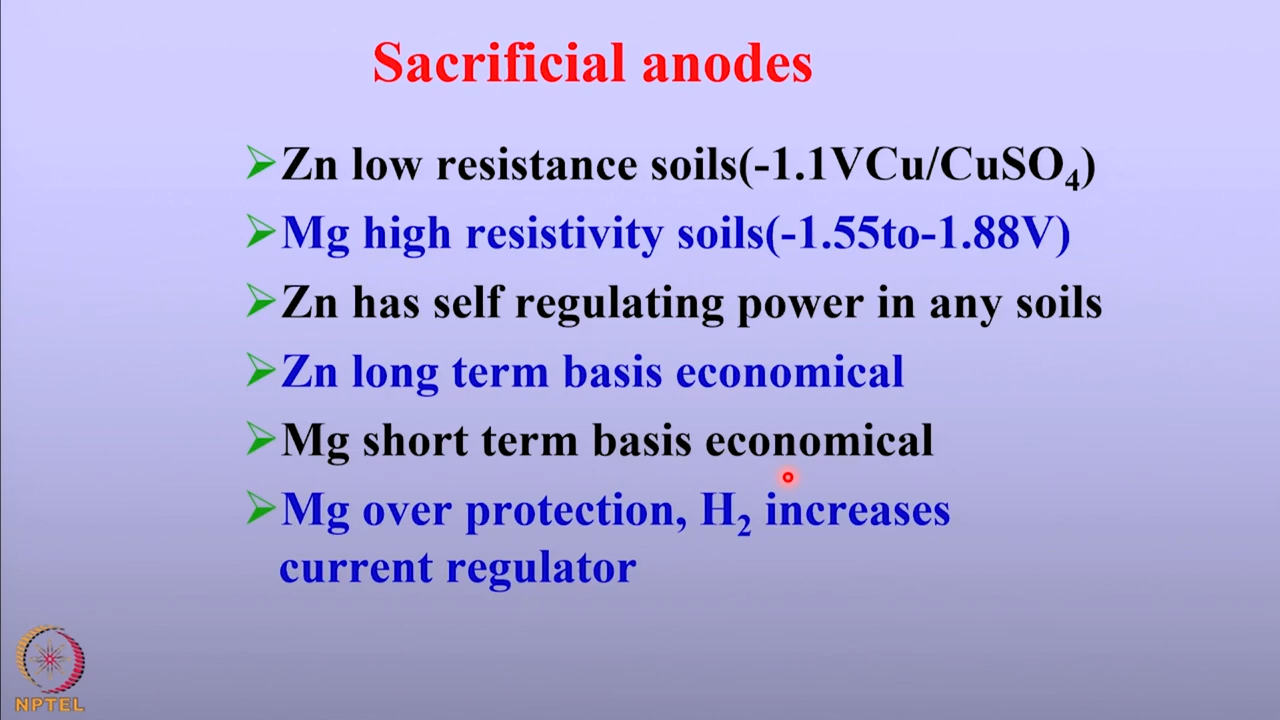 Sacrificial anodes
Zn low resistance soils(-1.1VCu/CuSO₄)
Mg high resistivity soils(-1.55to-1.88V)
Zn has self regulating power in any soils
Zn long term basis economical
Mg short term basis economical
Mg over protection, H₂ increases
current regulator
NPTEL